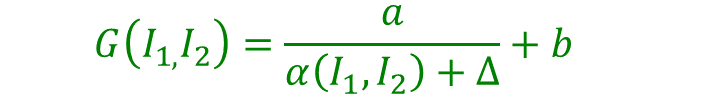 G(I₁,I₂) = a / (α(I₁,I₂) + Δ) + b